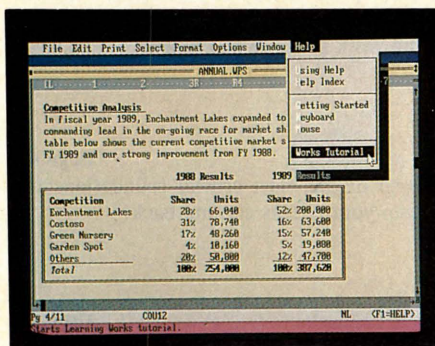 File Edit Print Select Format Options Window Help
ANNUAL.WPS
sing Help
elp Index
etting Started
eyboard
ouse
Works Tutorial
Competitive Analysis
In fiscal year 1989, Enchantment Lakes expanded to
commanding lead in the on-going race for market sh
table below shows the current competitive market s
FY 1989 and our strong improvement from FY 1988.
1988 Results 1989 Results
Competition Share Units Share Units
Enchantment Lakes 26% 66,040 52% 200,000
Costoso 31% 78,740 16% 63,600
Green Nursery 17% 48,260 15% 57,240
Garden Spot 4% 10,160 5% 19,080
Others 20% 50,800 12% 47,700
Total 100% 254,000 100% 387,620
Pg 4/11 COU12 NL <F1=HELP>
Starts Learning Works tutorial.